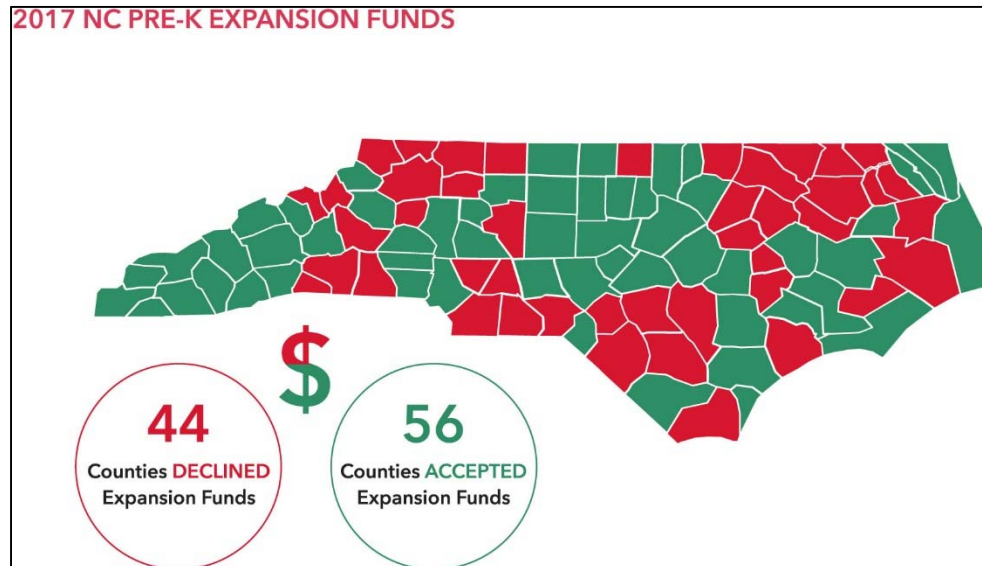 2017 NC PRE-K EXPANSION FUNDS
$
44
Counties DECLINED
Expansion Funds
56
Counties ACCEPTED
Expansion Funds